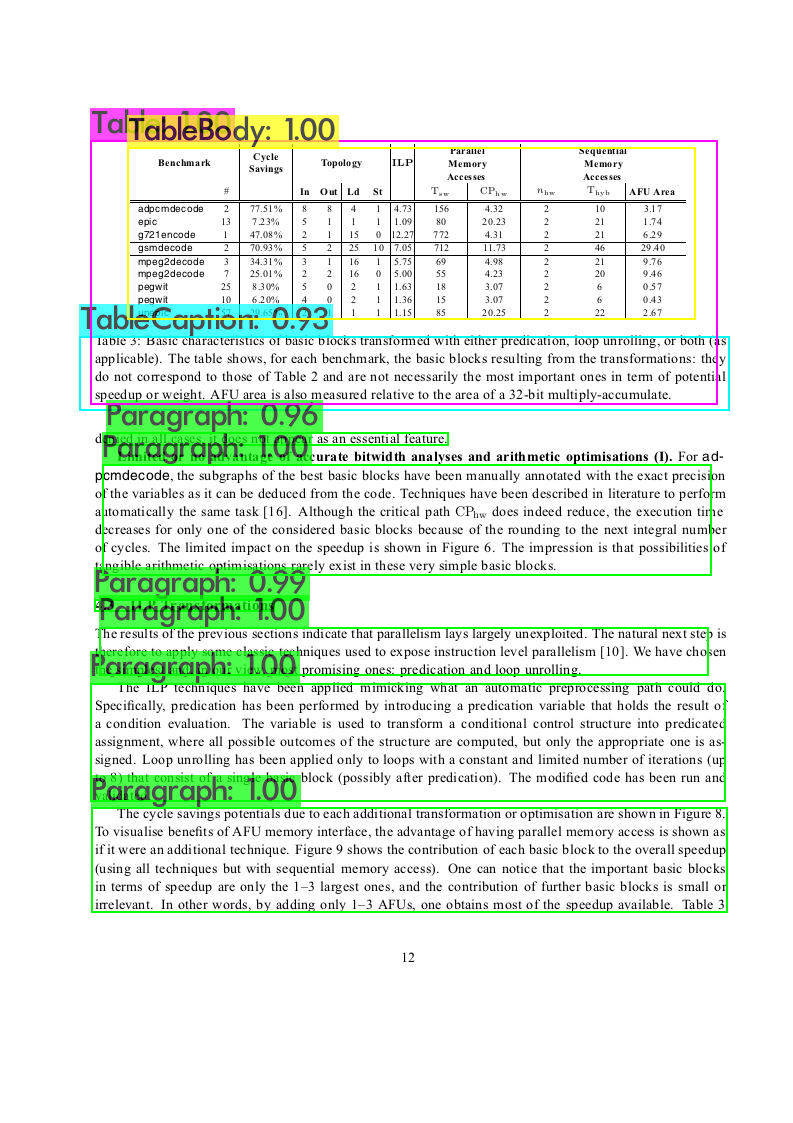 TableBody: 1.00
Benchmark Cycle Savings Topology ILP Parallel Memory Accesses Sequential Memory Accesses
# In Out Ld St Tsw CPhw nhw Thyb AFU Area
adpcmdecode 2 77.51% 8 8 4 1 4.73 156 4.32 2 10 3.17
epic 13 7.23% 5 1 1 1 1.09 80 20.23 2 21 1.74
g721encode 1 47.08% 2 1 15 0 12.27 772 4.31 2 21 6.29
gsmdecode 2 70.93% 5 2 25 10 7.05 712 11.73 2 46 29.40
mpeg2decode 3 34.31% 3 1 16 1 5.75 69 4.98 2 21 9.76
mpeg2decode 7 25.01% 2 2 16 0 5.00 55 4.23 2 20 9.46
pegwit 25 8.30% 5 0 2 1 1.63 18 3.07 2 6 0.57
pegwit 10 6.20% 4 0 2 1 1.36 15 3.07 2 6 0.43
1 1 1 1.15 85 20.25 2 22 2.67
TableCaption: 0.93
Table 3: Basic characteristics of basic blocks transformed with either predication, loop unrolling, or both (as
applicable). The table shows, for each benchmark, the basic blocks resulting from the transformations: they
do not correspond to those of Table 2 and are not necessarily the most important ones in term of potential
speedup or weight. AFU area is also measured relative to the area of a 32-bit multiply-accumulate.
Paragraph: 0.96
in all cases, it does not appear as an essential feature.
Paragraph: 1.00
Limited or no advantage of accurate bitwidth analyses and arithmetic optimisations (I). For ad-
pcmdecode, the subgraphs of the best basic blocks have been manually annotated with the exact precision
of the variables as it can be deduced from the code. Techniques have been described in literature to perform
automatically the same task [16]. Although the critical path CPhw does indeed reduce, the execution time
decreases for only one of the considered basic blocks because of the rounding to the next integral number
of cycles. The limited impact on the speedup is shown in Figure 6. The impression is that possibilities of
tangible arithmetic optimisations rarely exist in these very simple basic blocks.
Paragraph: 0.99
ILP Transformations
Paragraph: 1.00
The results of the previous sections indicate that parallelism lays largely unexploited. The natural next step is
therefore to apply some classic techniques used to expose instruction level parallelism [10]. We have chosen
most promising ones: predication and loop unrolling.
Paragraph: 1.00
The ILP techniques have been applied mimicking what an automatic preprocessing path could do.
Specifically, predication has been performed by introducing a predication variable that holds the result of
a condition evaluation. The variable is used to transform a conditional control structure into predicated
assignment, where all possible outcomes of the structure are computed, but only the appropriate one is as-
signed. Loop unrolling has been applied only to loops with a constant and limited number of iterations (up
to 8) that consist of a single basic block (possibly after predication). The modified code has been run and
Paragraph: 1.00
The cycle savings potentials due to each additional transformation or optimisation are shown in Figure 8.
To visualise benefits of AFU memory interface, the advantage of having parallel memory access is shown as
if it were an additional technique. Figure 9 shows the contribution of each basic block to the overall speedup
(using all techniques but with sequential memory access). One can notice that the important basic blocks
in terms of speedup are only the 1–3 largest ones, and the contribution of further basic blocks is small or
irrelevant. In other words, by adding only 1–3 AFUs, one obtains most of the speedup available. Table 3
12